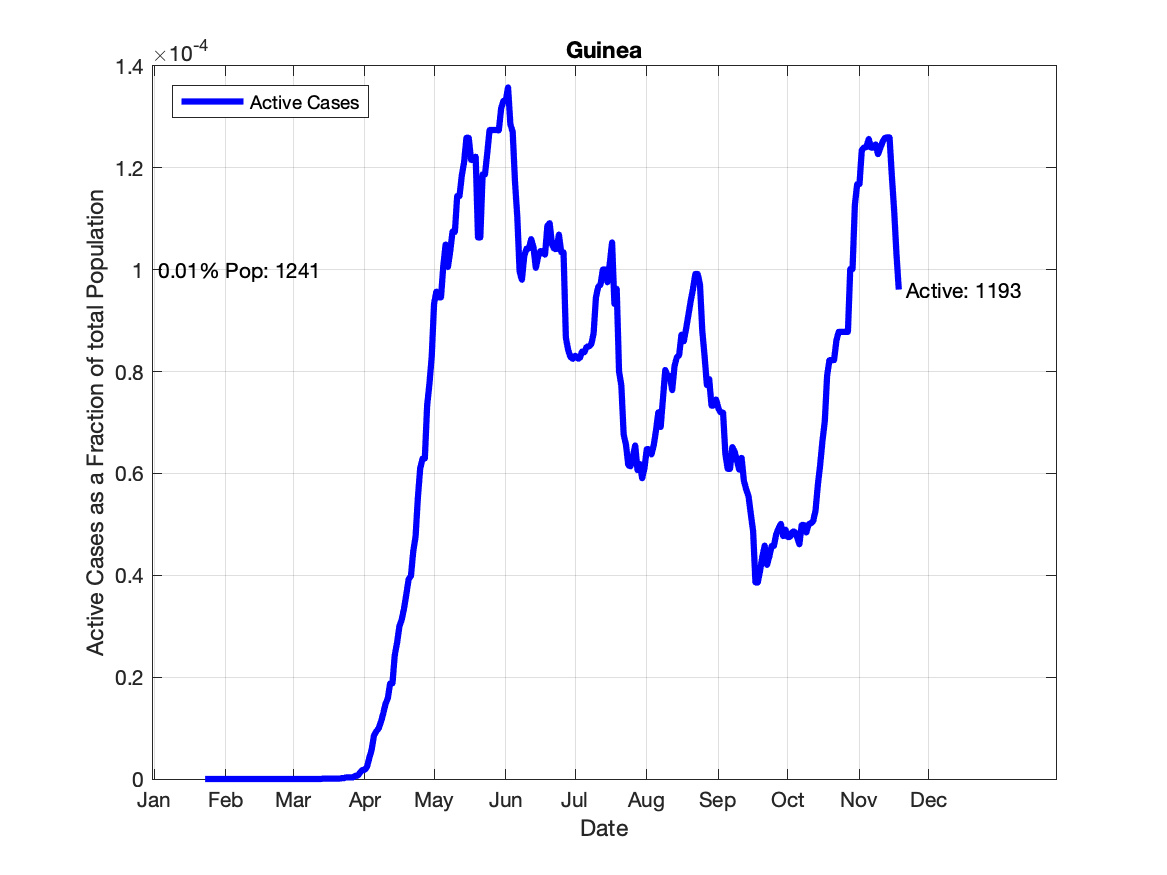 Guinea
×10-4
1.4
1.2
1
0.8
0.6
0.4
0.2
0
Active Cases
0.01% Pop: 1241
Active: 1193
Active Cases as a Fraction of total Population
Jan Feb Mar Apr May Jun Jul Aug Sep Oct Nov Dec
Date